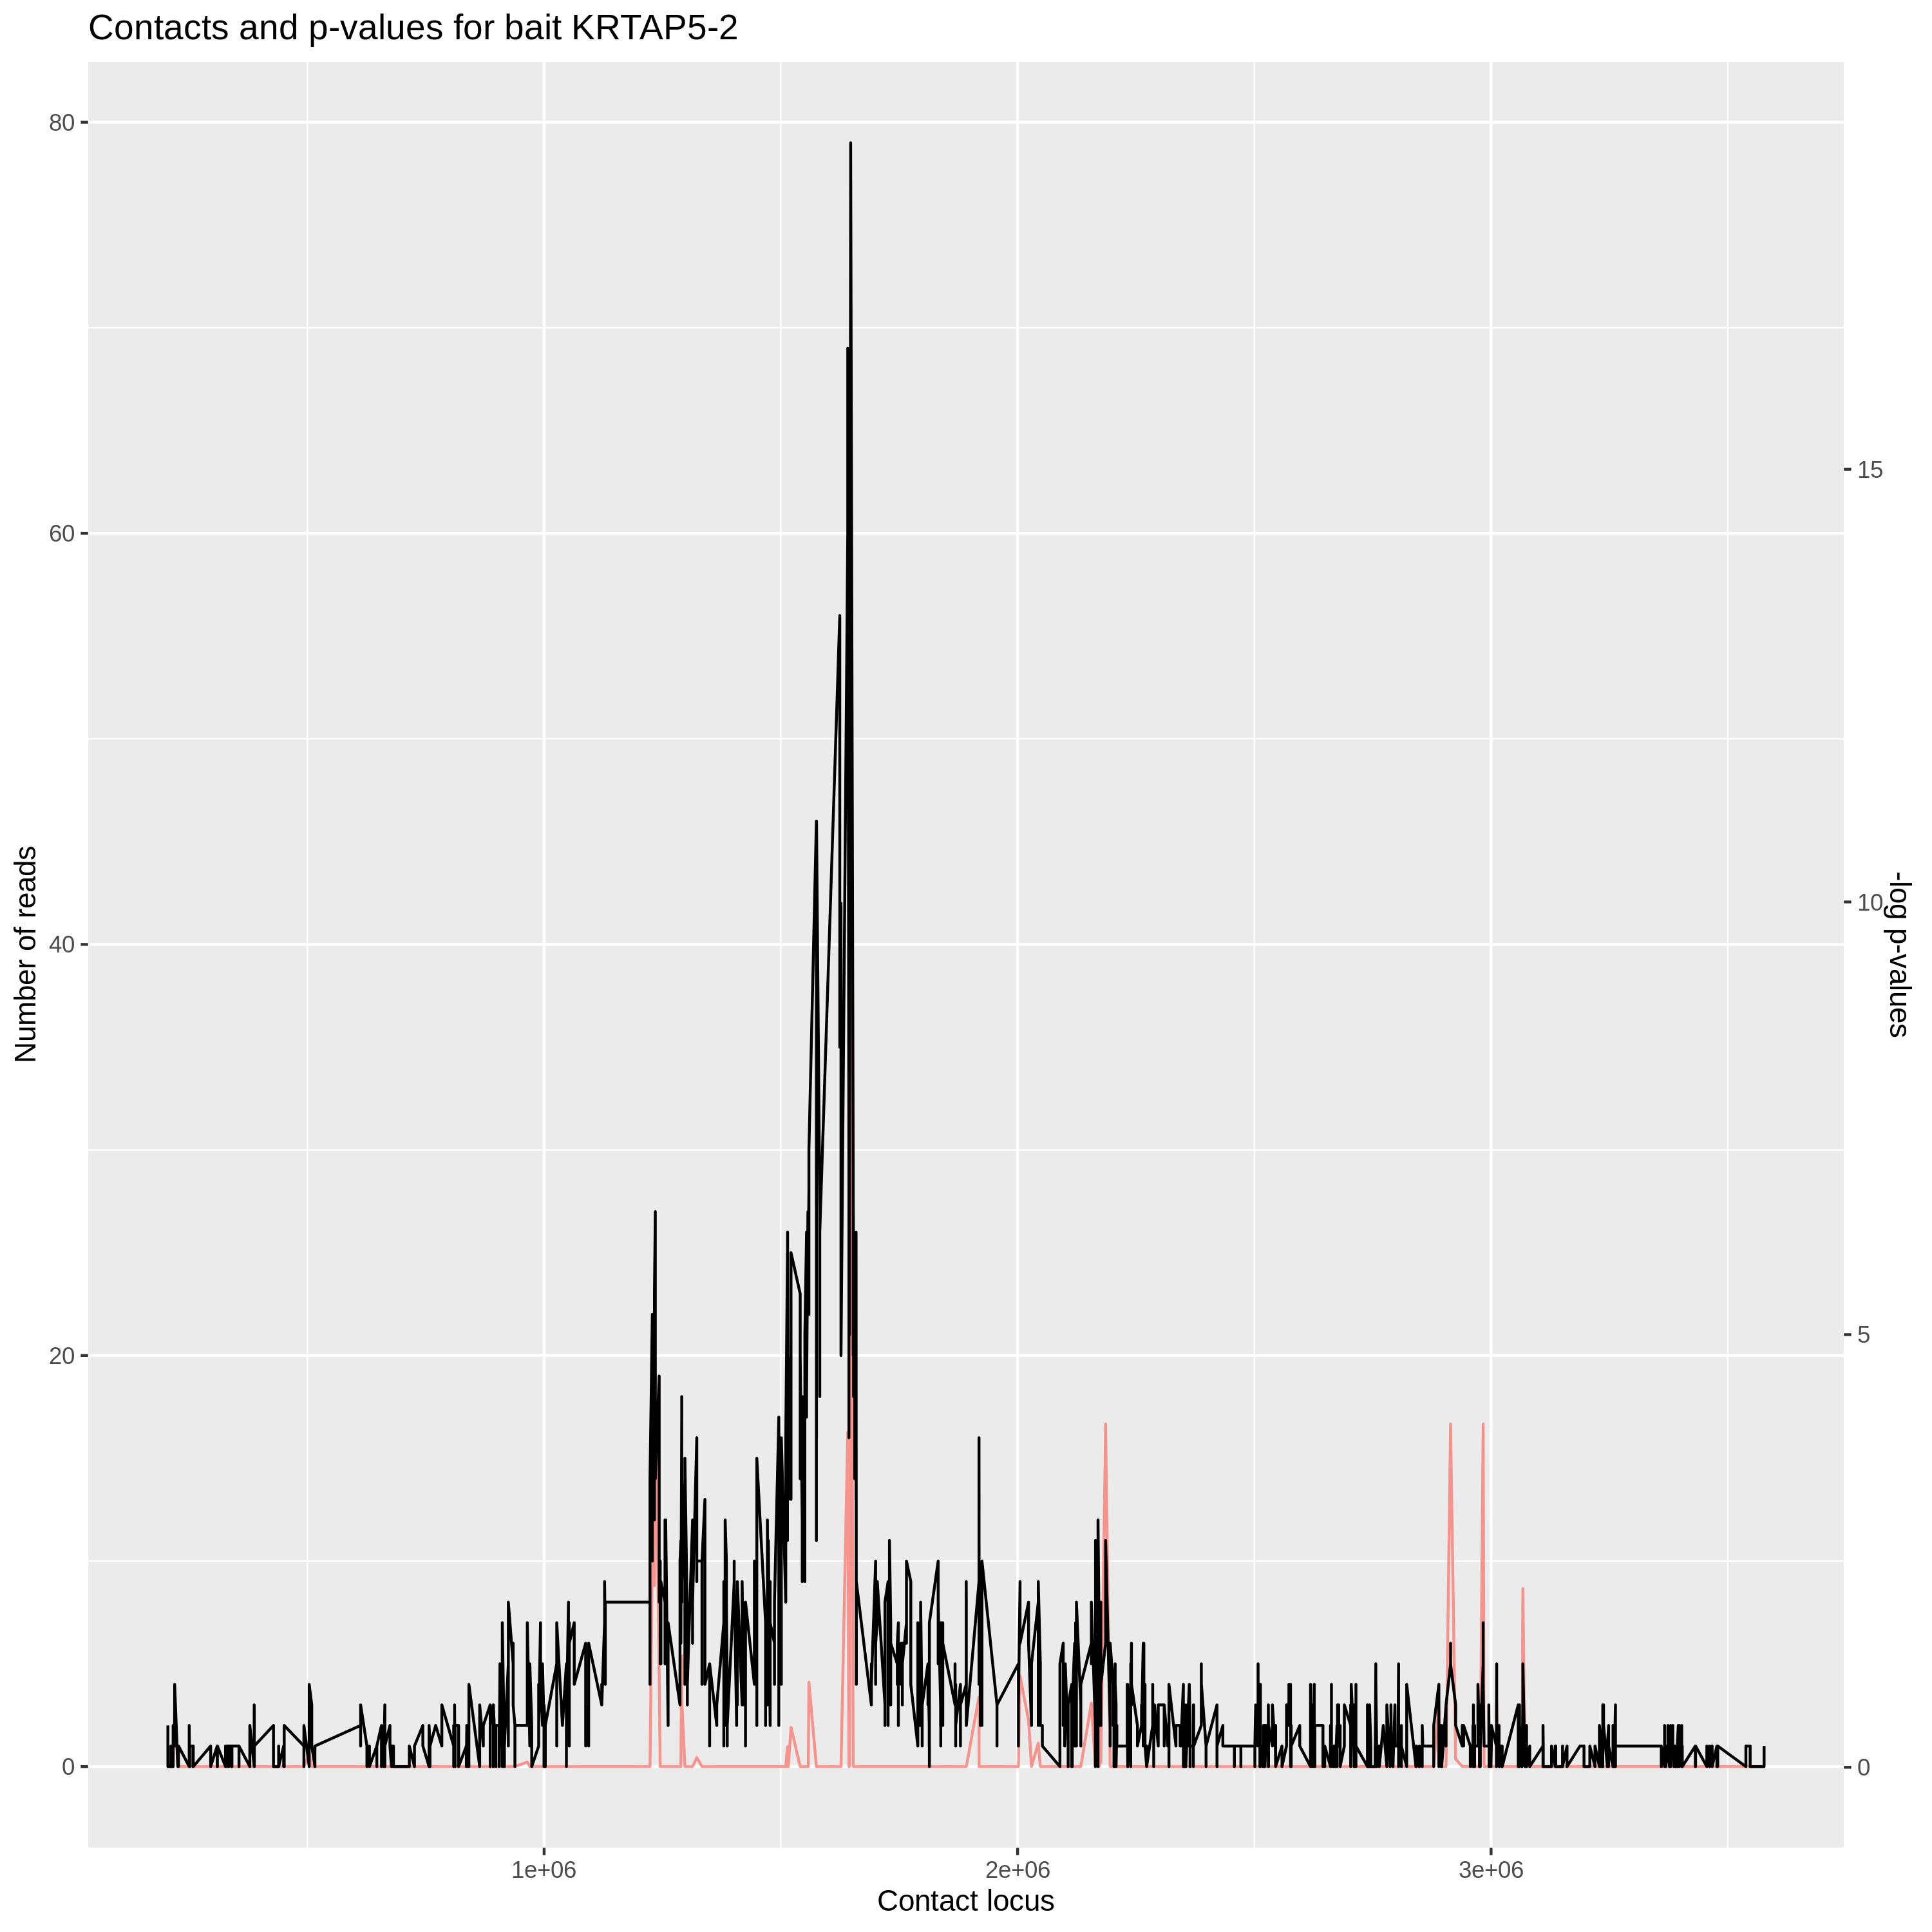 Contacts and p-values for bait KRTAP5-2
80
60
40
20
0
Number of reads
15
10
5
0
-log p-values
1e+06
2e+06
3e+06
Contact locus